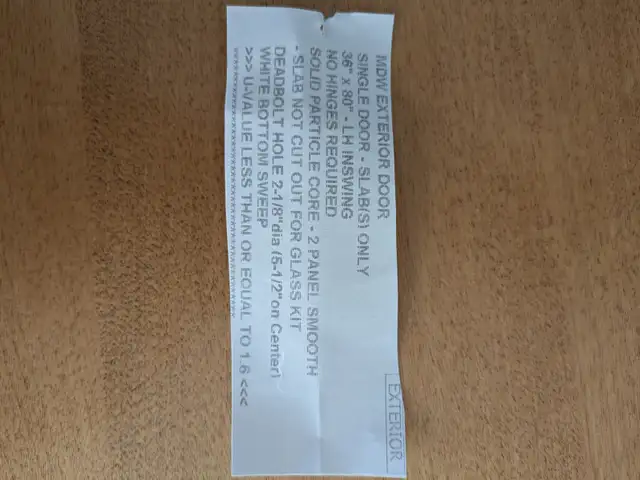 EXTERIOR
MDW EXTERIOR DOOR
SINGLE DOOR - SLAB(S) ONLY
36" x 80" - LH INSWING
NO HINGES REQUIRED
SOLID PARTICLE CORE - 2 PANEL SMOOTH
- SLAB NOT CUT OUT FOR GLASS KIT
DEADBOLT HOLE 2-1/8"dia (5-1/2"on Center)
WHITE BOTTOM SWEEP
>>> U-VALUE LESS THAN OR EQUAL TO 1.6 <<<